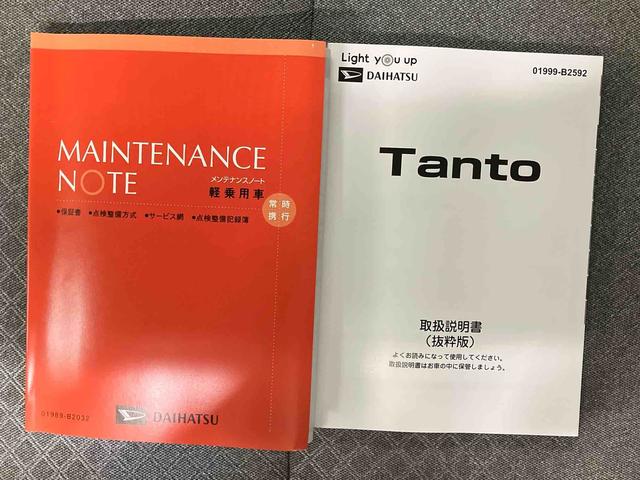 MAINTENANCE
NOTE
メンテナンスノート
軽乗用車
•保証書 •点検整備方式 •サービス網 •点検整備記録簿
常時
携行
01989-B2032
DAIHATSU
Light you up
DAIHATSU
01999-B2592
Tanto
取扱説明書
（抜粋版）
よくお読みになって使用してください。
取扱説明書はお車の中に保管しましょう。